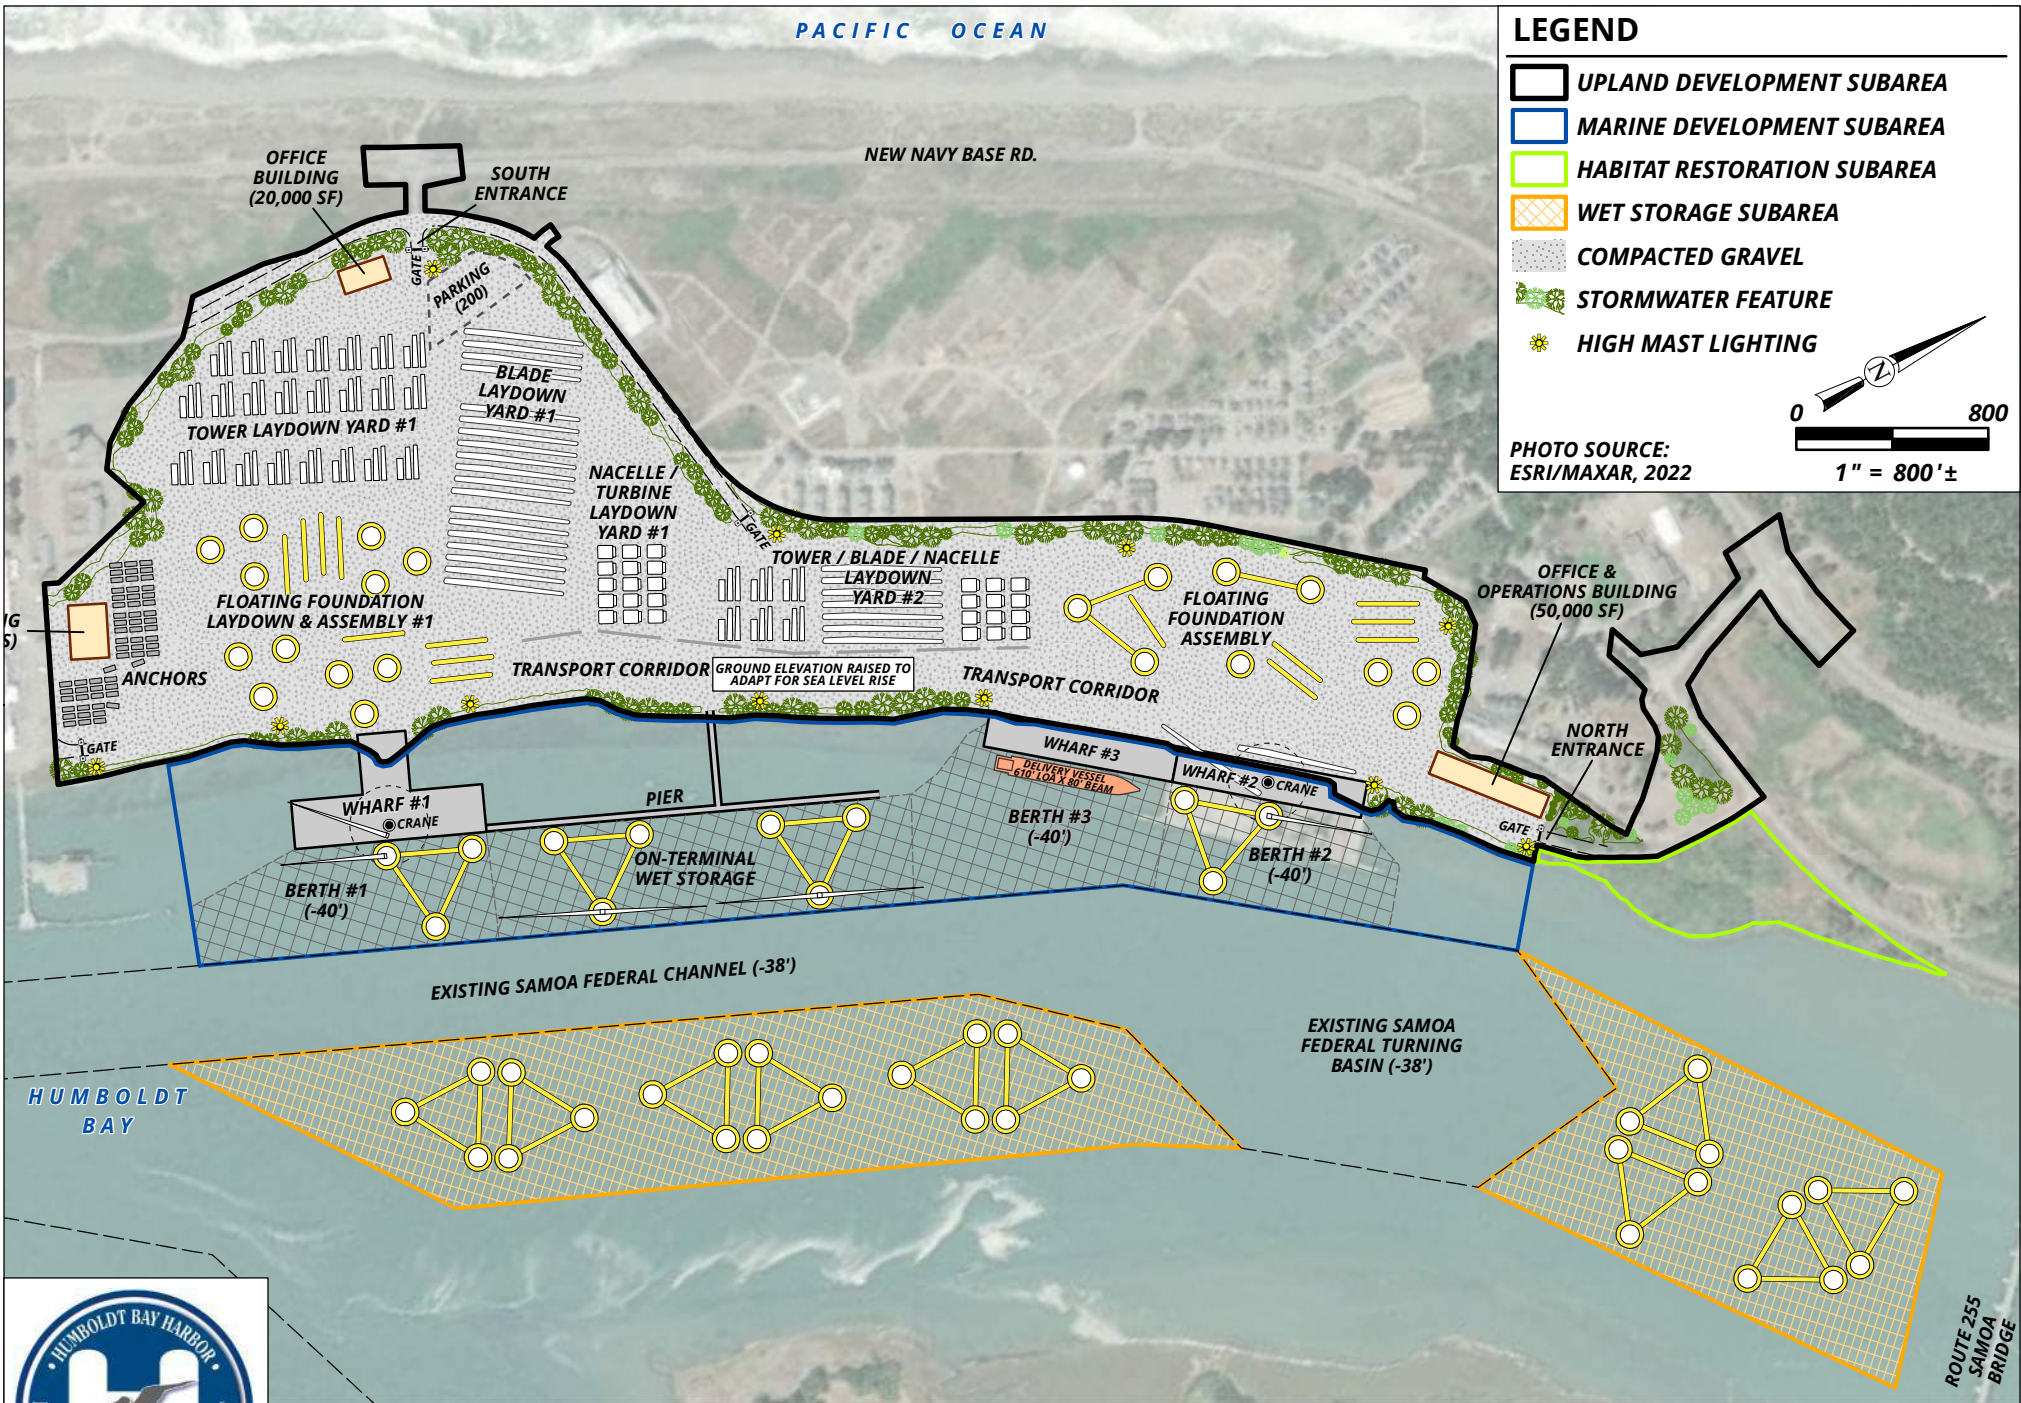 PACIFIC OCEAN
LEGEND
UPLAND DEVELOPMENT SUBAREA
MARINE DEVELOPMENT SUBAREA
HABITAT RESTORATION SUBAREA
WET STORAGE SUBAREA
COMPACTED GRAVEL
STORMWATER FEATURE
HIGH MAST LIGHTING
N
0 800
1" = 800'±
PHOTO SOURCE:
ESRI/MAXAR, 2022
NEW NAVY BASE RD.
OFFICE
BUILDING
(20,000 SF)
SOUTH
ENTRANCE
GATE
PARKING
(200)
BLADE
LAYDOWN
YARD #1
TOWER LAYDOWN YARD #1
NACELLE /
TURBINE
LAYDOWN
YARD #1
GATE
TOWER / BLADE / NACELLE
LAYDOWN
YARD #2
FLOATING FOUNDATION
LAYDOWN & ASSEMBLY #1
FLOATING
FOUNDATION
ASSEMBLY
OFFICE &
OPERATIONS BUILDING
(50,000 SF)
ANCHORS
TRANSPORT CORRIDOR
GROUND ELEVATION RAISED TO
ADAPT FOR SEA LEVEL RISE
TRANSPORT CORRIDOR
GATE
NORTH
ENTRANCE
GATE
WHARF #1
CRANE
PIER
WHARF #3
DELIVERY VESSEL
610' LOA X 80' BEAM
WHARF #2
CRANE
BERTH #1
(-40')
ON-TERMINAL
WET STORAGE
BERTH #3
(-40')
BERTH #2
(-40')
EXISTING SAMOA FEDERAL CHANNEL (-38')
EXISTING SAMOA
FEDERAL TURNING
BASIN (-38')
HUMBOLDT
BAY
ROUTE 255
SAMOA
BRIDGE
HUMBOLDT BAY HARBOR